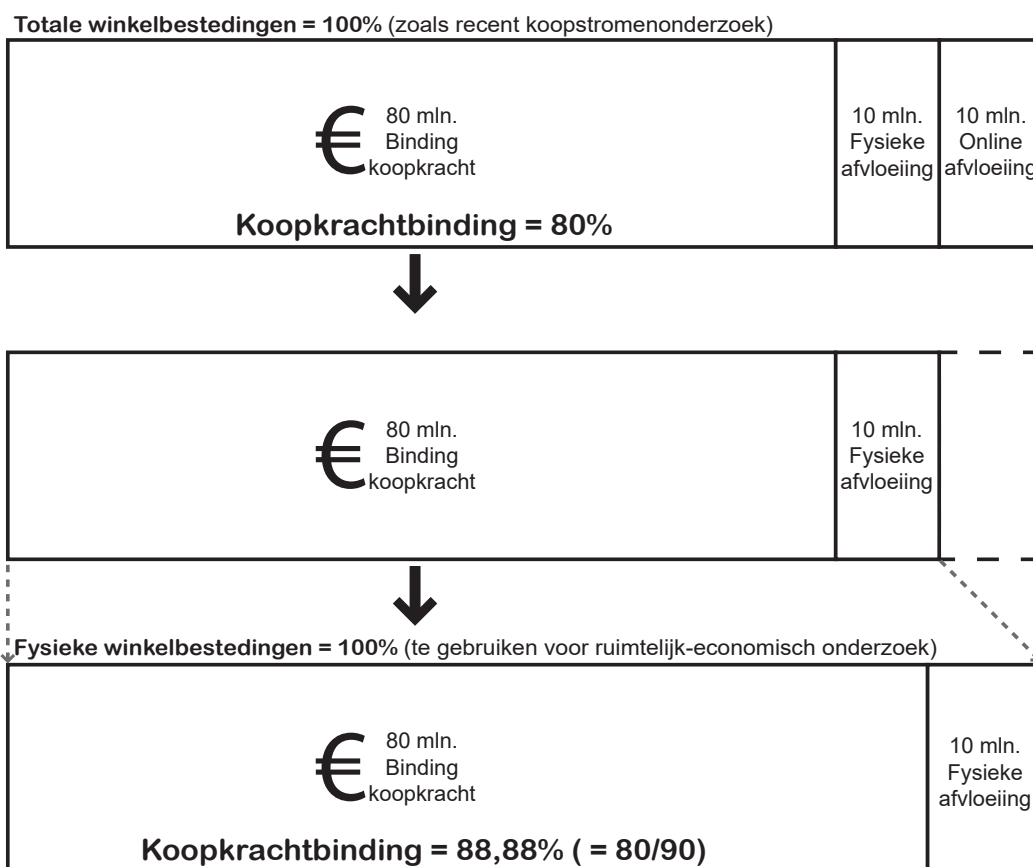 Totale winkelbestedingen = 100% (zoals recent koopstromenonderzoek)
€
80 mln.
Binding
koopkracht
10 mln.
Fysieke
afvloeiing
10 mln.
Online
afvloeiing
Koopkrachtbinding = 80%
€
80 mln.
Binding
koopkracht
10 mln.
Fysieke
afvloeiing
Fysieke winkelbestedingen = 100% (te gebruiken voor ruimtelijk-economisch onderzoek)
€
80 mln.
Binding
koopkracht
10 mln.
Fysieke
afvloeiing
Koopkrachtbinding = 88,88% ( = 80/90)